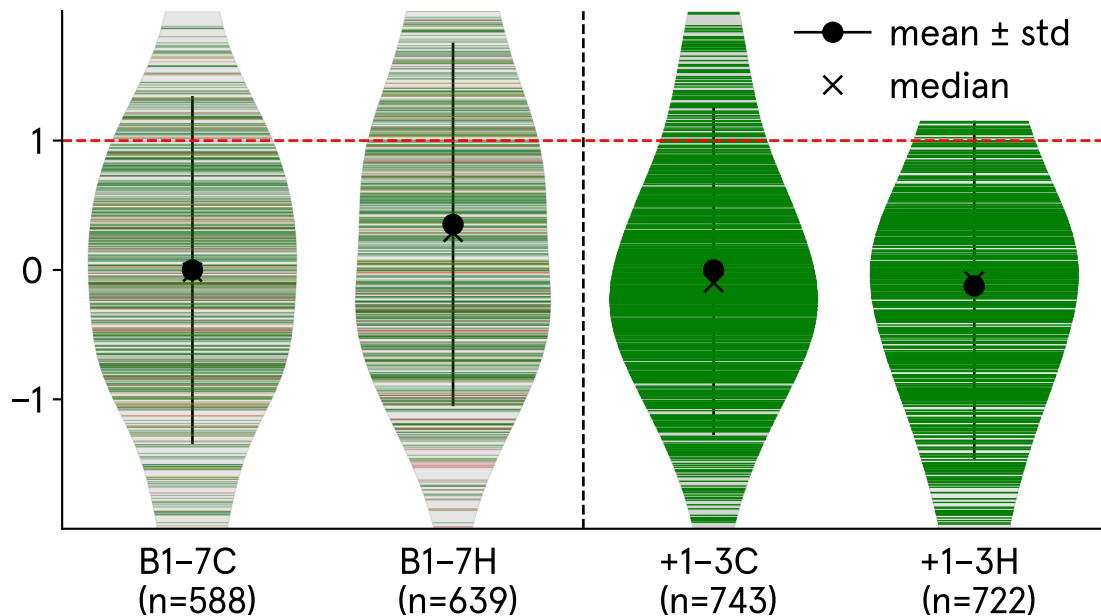 mean ± std
median
1
0
−1
B1–7C
(n=588)
B1–7H
(n=639)
+1–3C
(n=743)
+1–3H
(n=722)